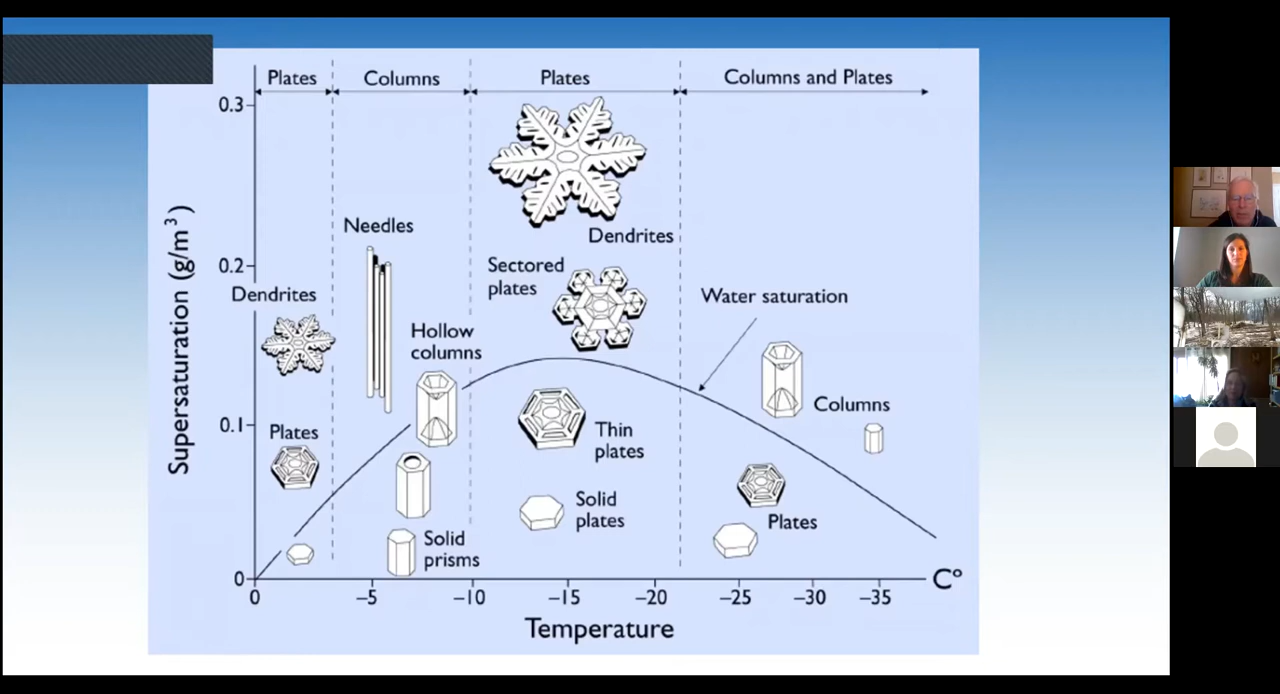 Plates Columns Plates Columns and Plates
0.3
Needles
Dendrites
Supersaturation (g/m³)
0.2
Sectored
plates
Dendrites
Water saturation
Hollow
columns
Columns
Plates
0.1
Thin
plates
Solid
plates
Plates
Solid
prisms
0
C°
0 –5 –10 –15 –20 –25 –30 –35
Temperature